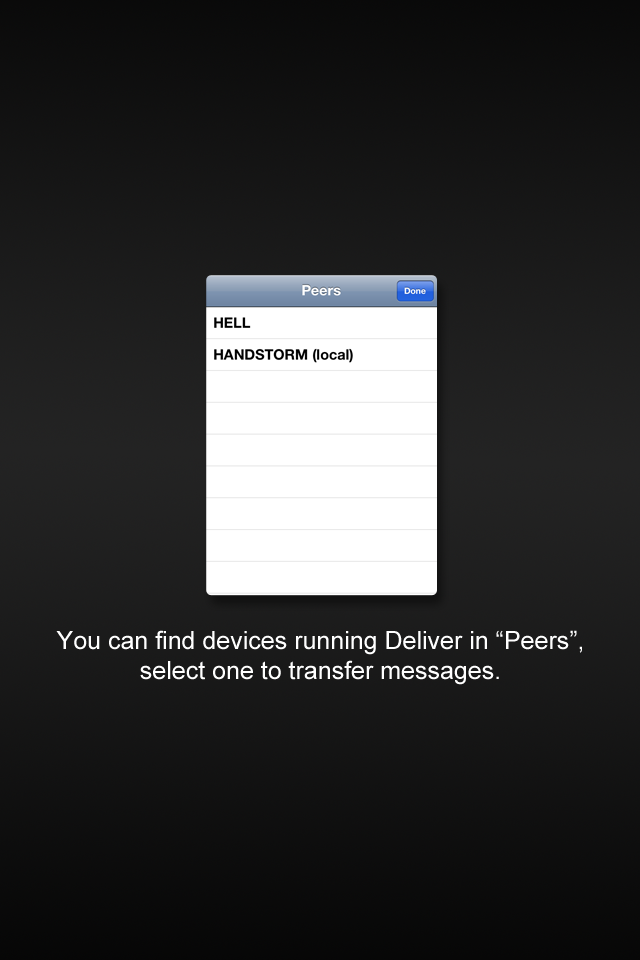 Peers
Done
HELL
HANDSTORM (local)
You can find devices running Deliver in “Peers”,
select one to transfer messages.